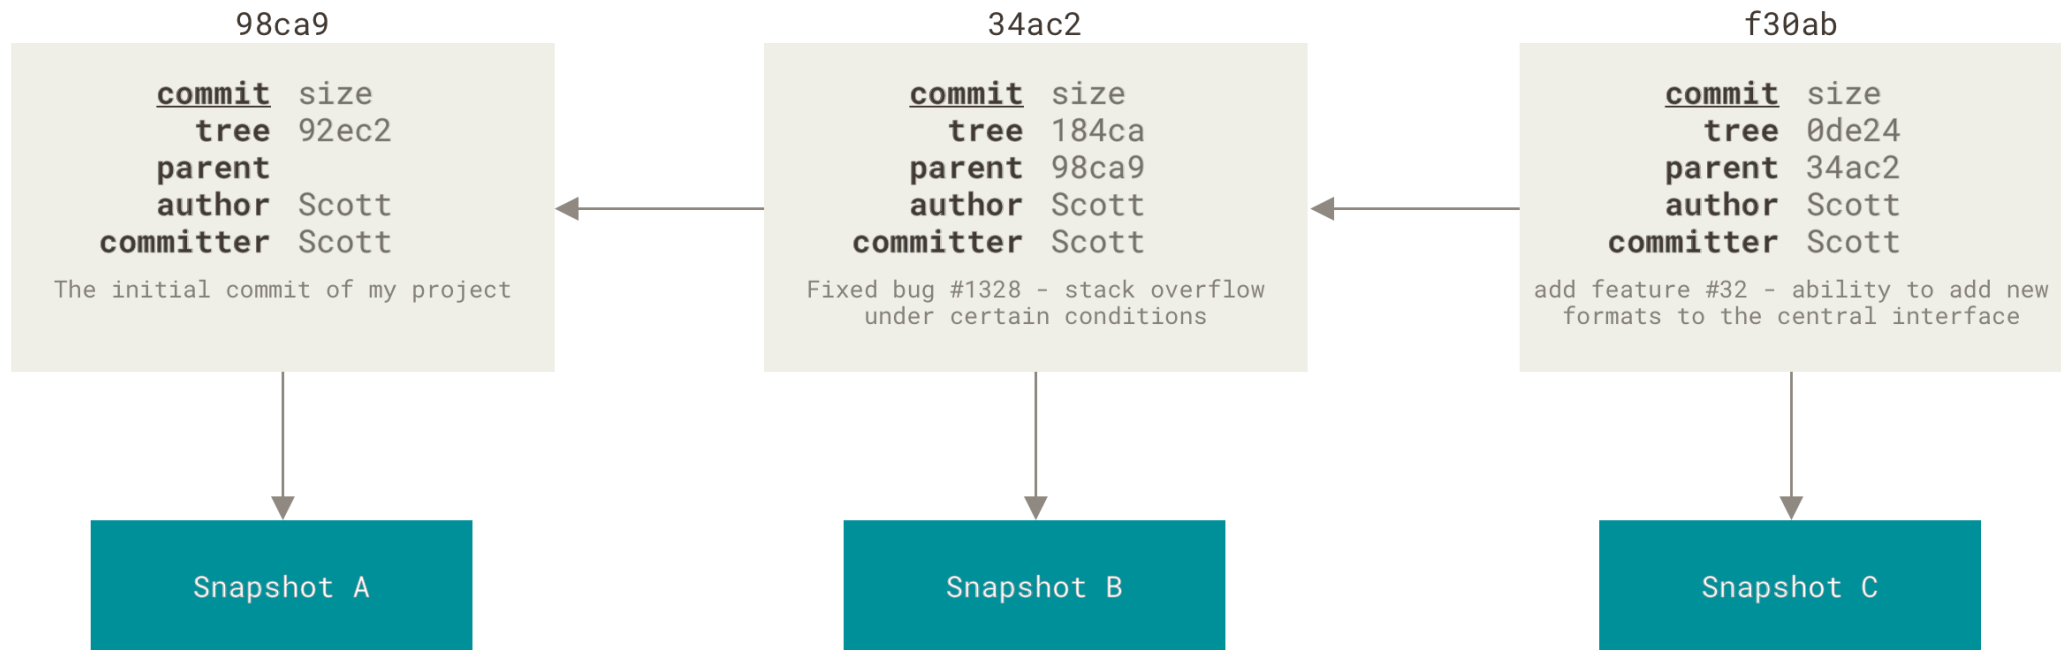 98ca9
commit size
tree 92ec2
parent
author Scott
committer Scott
The initial commit of my project
Snapshot A
34ac2
commit size
tree 184ca
parent 98ca9
author Scott
committer Scott
Fixed bug #1328 - stack overflow
under certain conditions
Snapshot B
f30ab
commit size
tree 0de24
parent 34ac2
author Scott
committer Scott
add feature #32 - ability to add new
formats to the central interface
Snapshot C